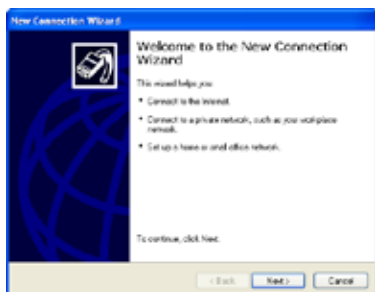 New Connection Wizard
Welcome to the New Connection
Wizard
This wizard helps you:
• Connect to the Internet.
• Connect to a private network, such as your workplace
network.
• Set up a home or small office network.
To continue, click Next.
< Back
Next >
Cancel